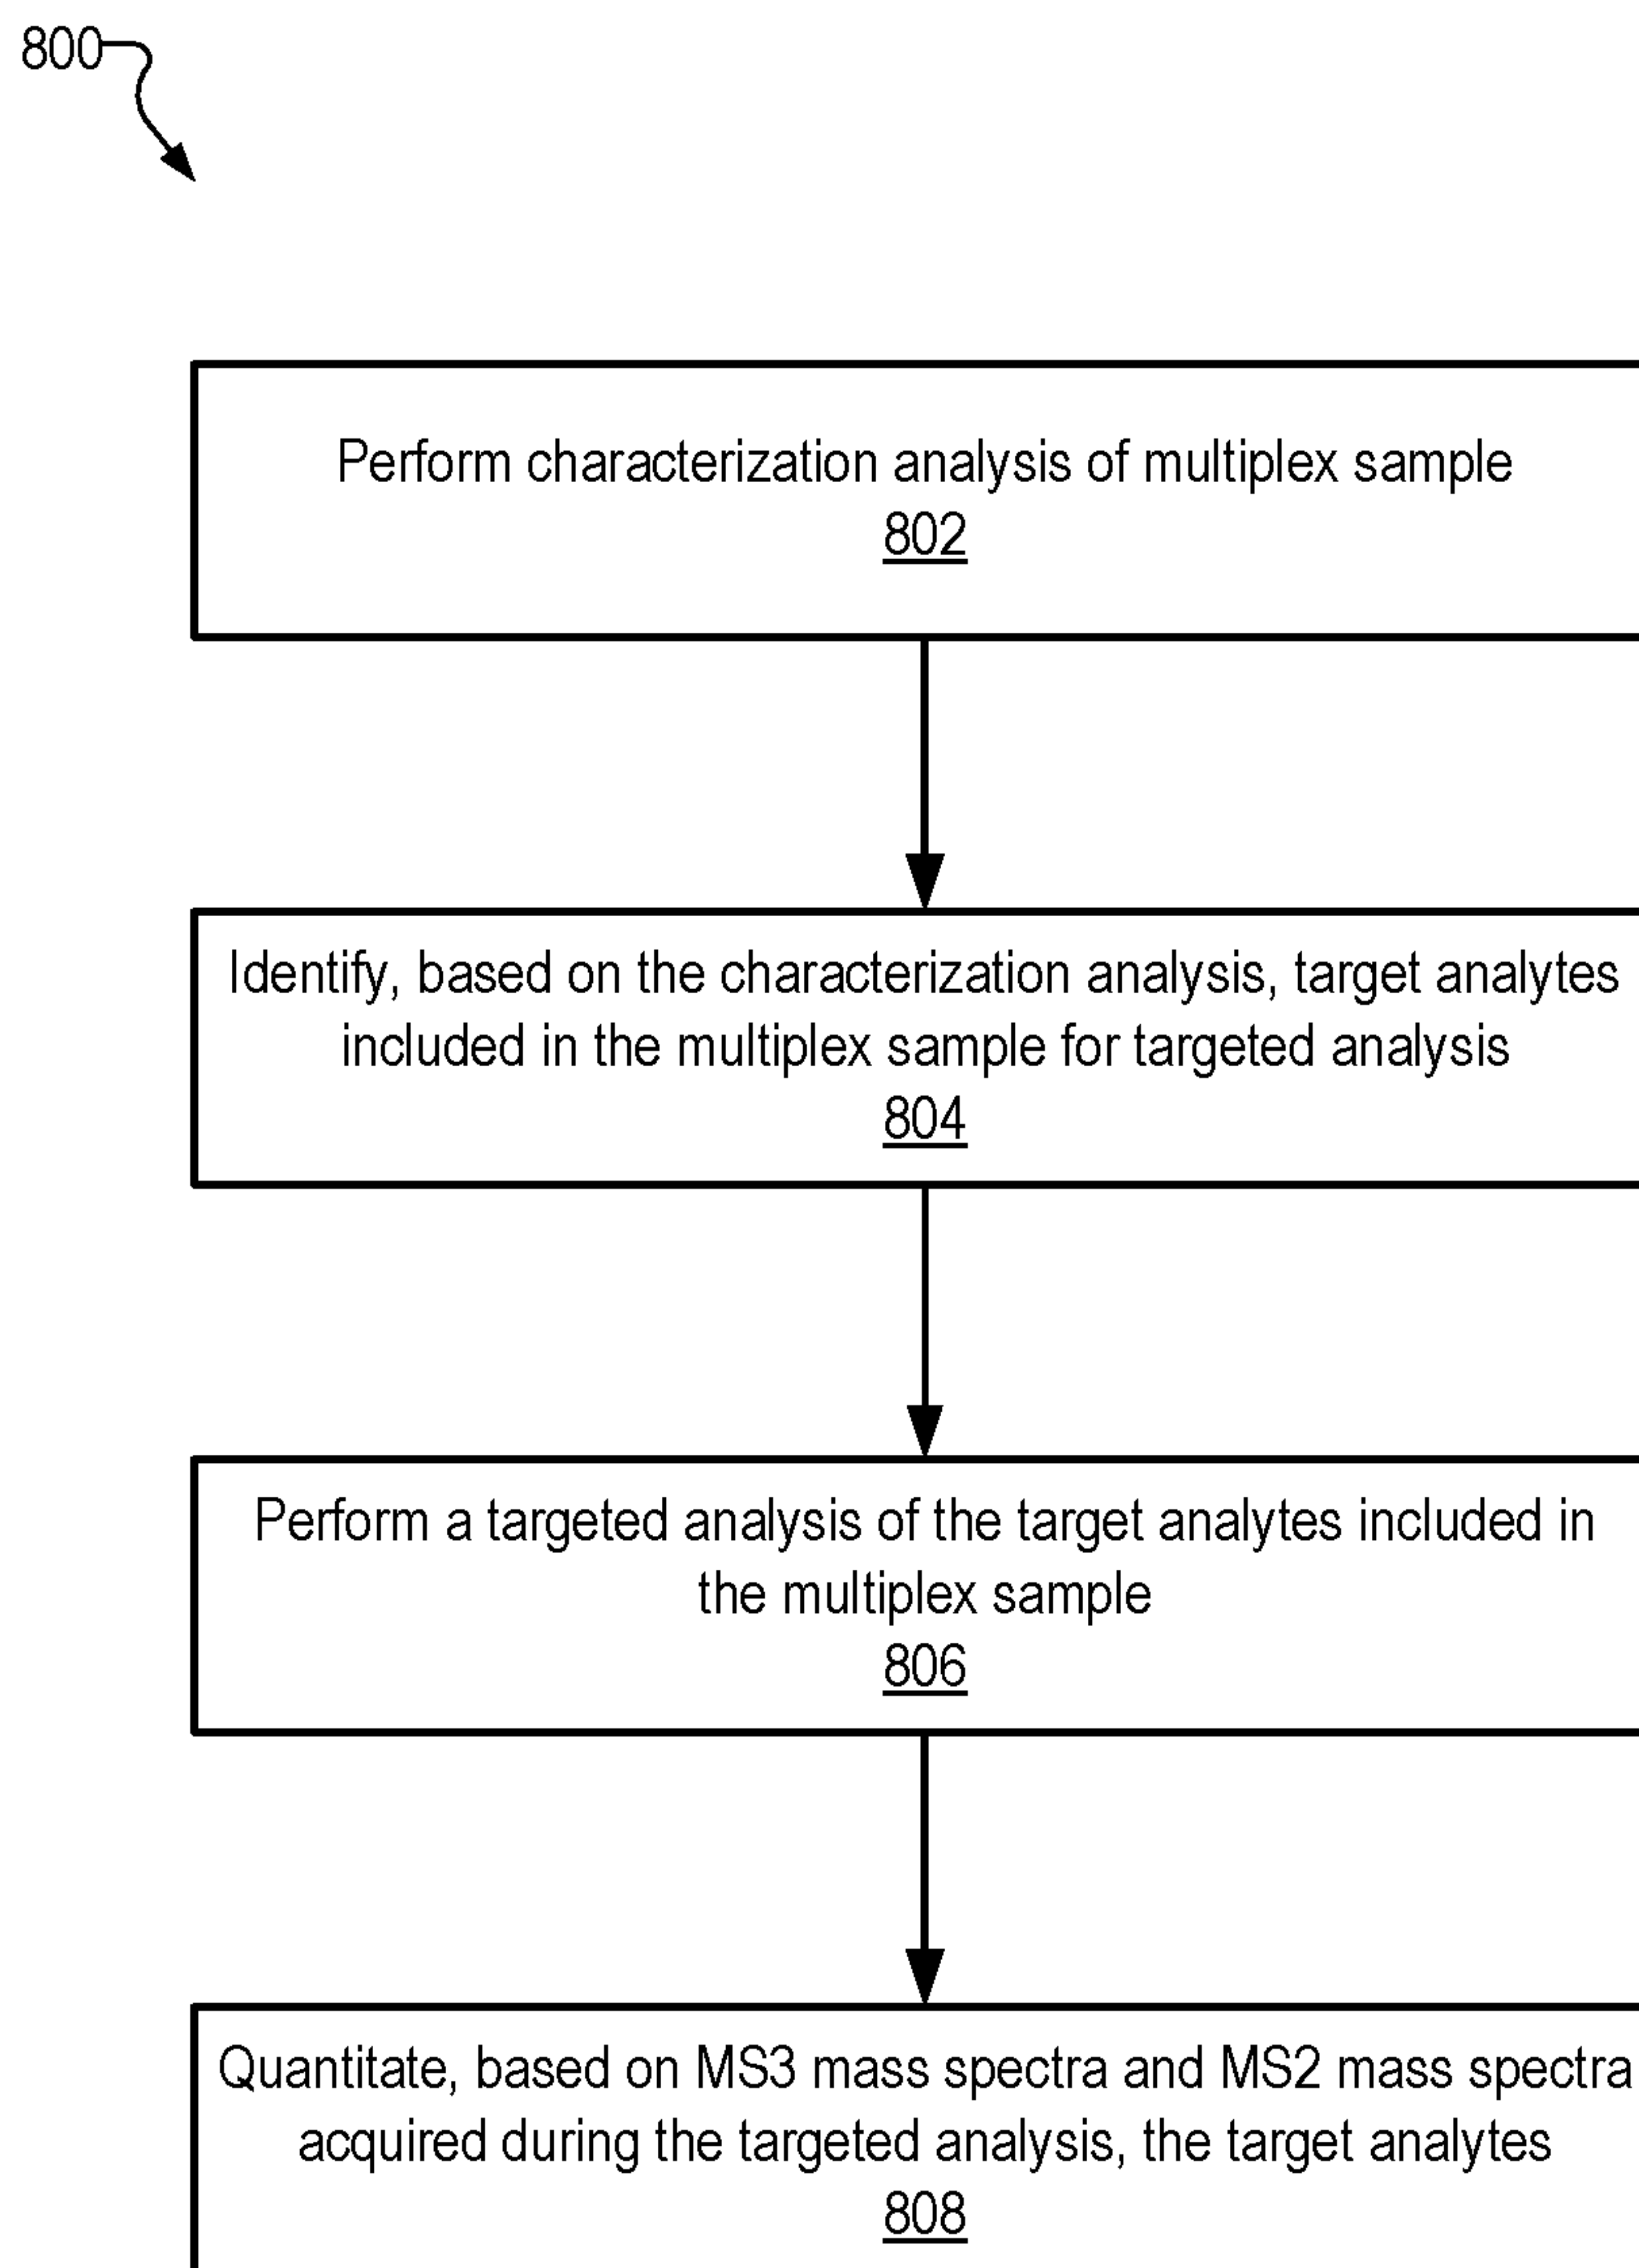 800
Perform characterization analysis of multiplex sample
802
Identify, based on the characterization analysis, target analytes
included in the multiplex sample for targeted analysis
804
Perform a targeted analysis of the target analytes included in
the multiplex sample
806
Quantitate, based on MS3 mass spectra and MS2 mass spectra
acquired during the targeted analysis, the target analytes
808